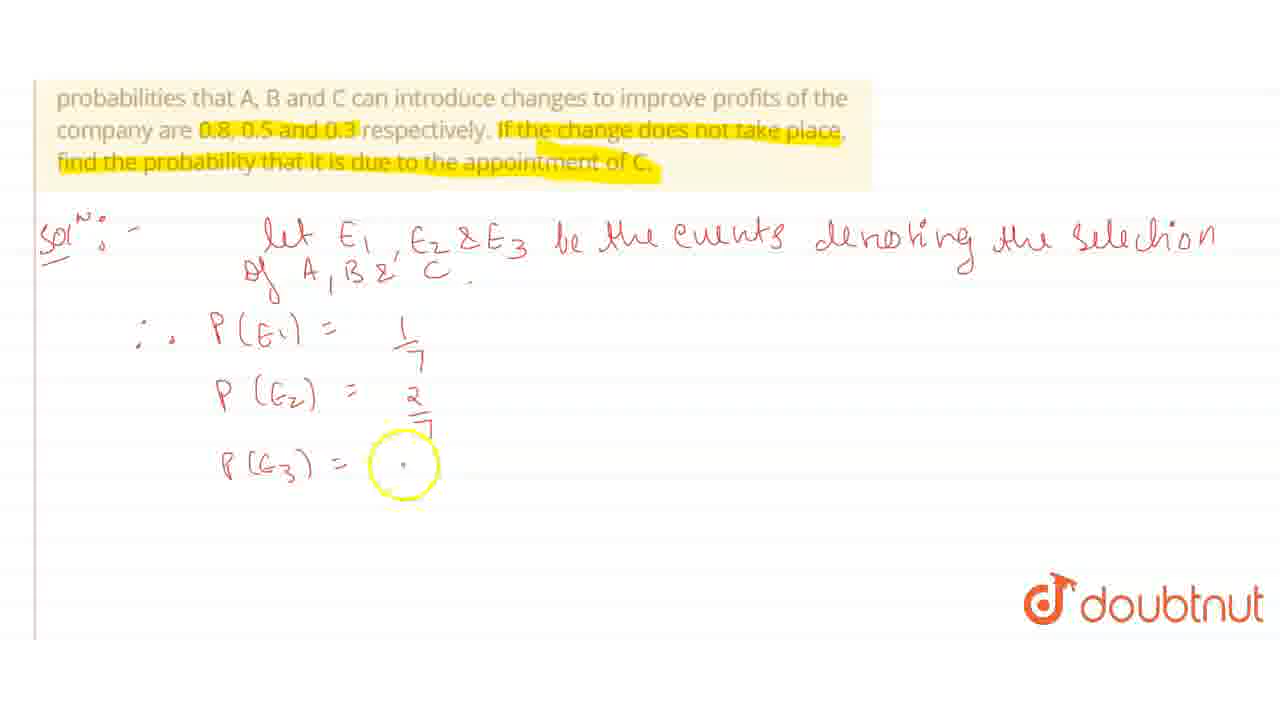 probabilities that A, B and C can introduce changes to improve profits of the
company are 0.8, 0.5 and 0.3 respectively. If the change does not take place,
find the probability that it is due to the appointment of C.
Solⁿ: - let E1, E2 & E3 be the events denoting the selection
of A, B & C.
∴ P(E1) = 1/7
P(E2) = 2/7
P(E3) =
doubtnut